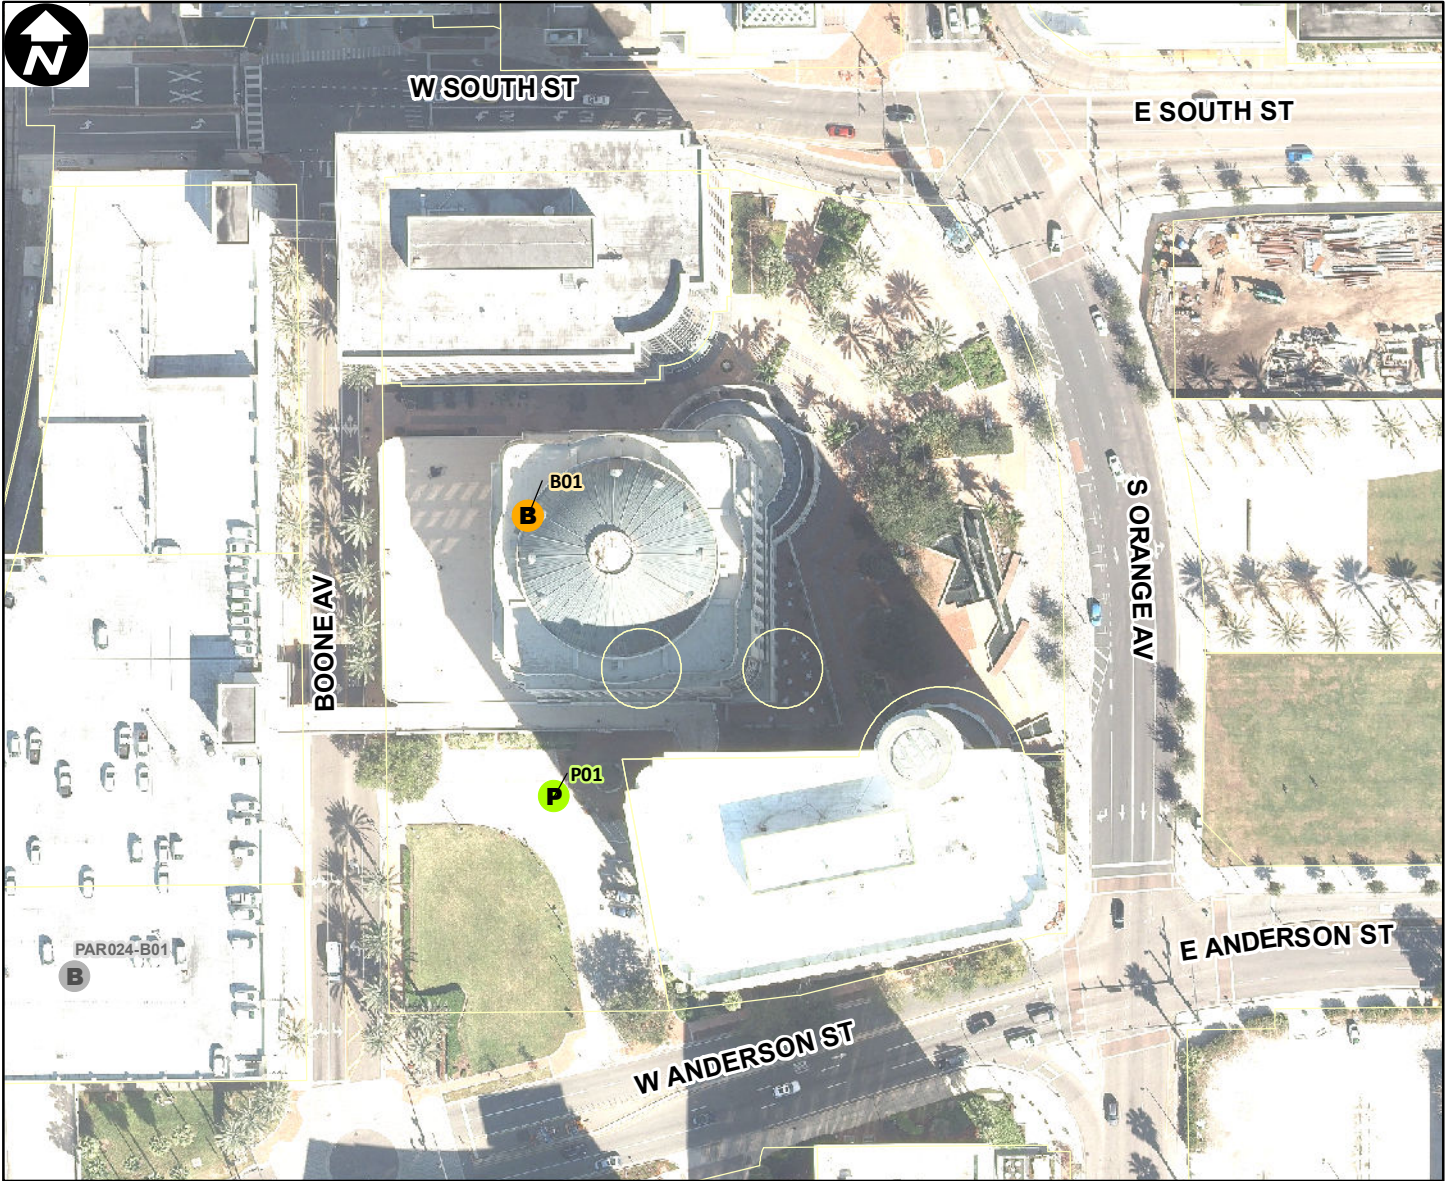 N
W SOUTH ST
E SOUTH ST
B01
B
S ORANGE AV
BOONE AV
P01
P
PAR024-B01
B
E ANDERSON ST
W ANDERSON ST